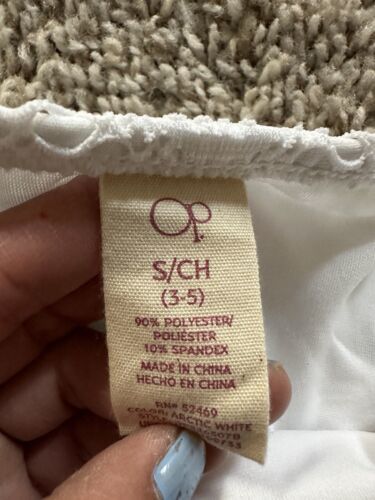 Op.
S/CH
(3-5)
90% POLYESTER/
POLIÉSTER
10% SPANDEX
MADE IN CHINA
HECHO EN CHINA
RN# 52469
COLOR: ARCTIC WHITE